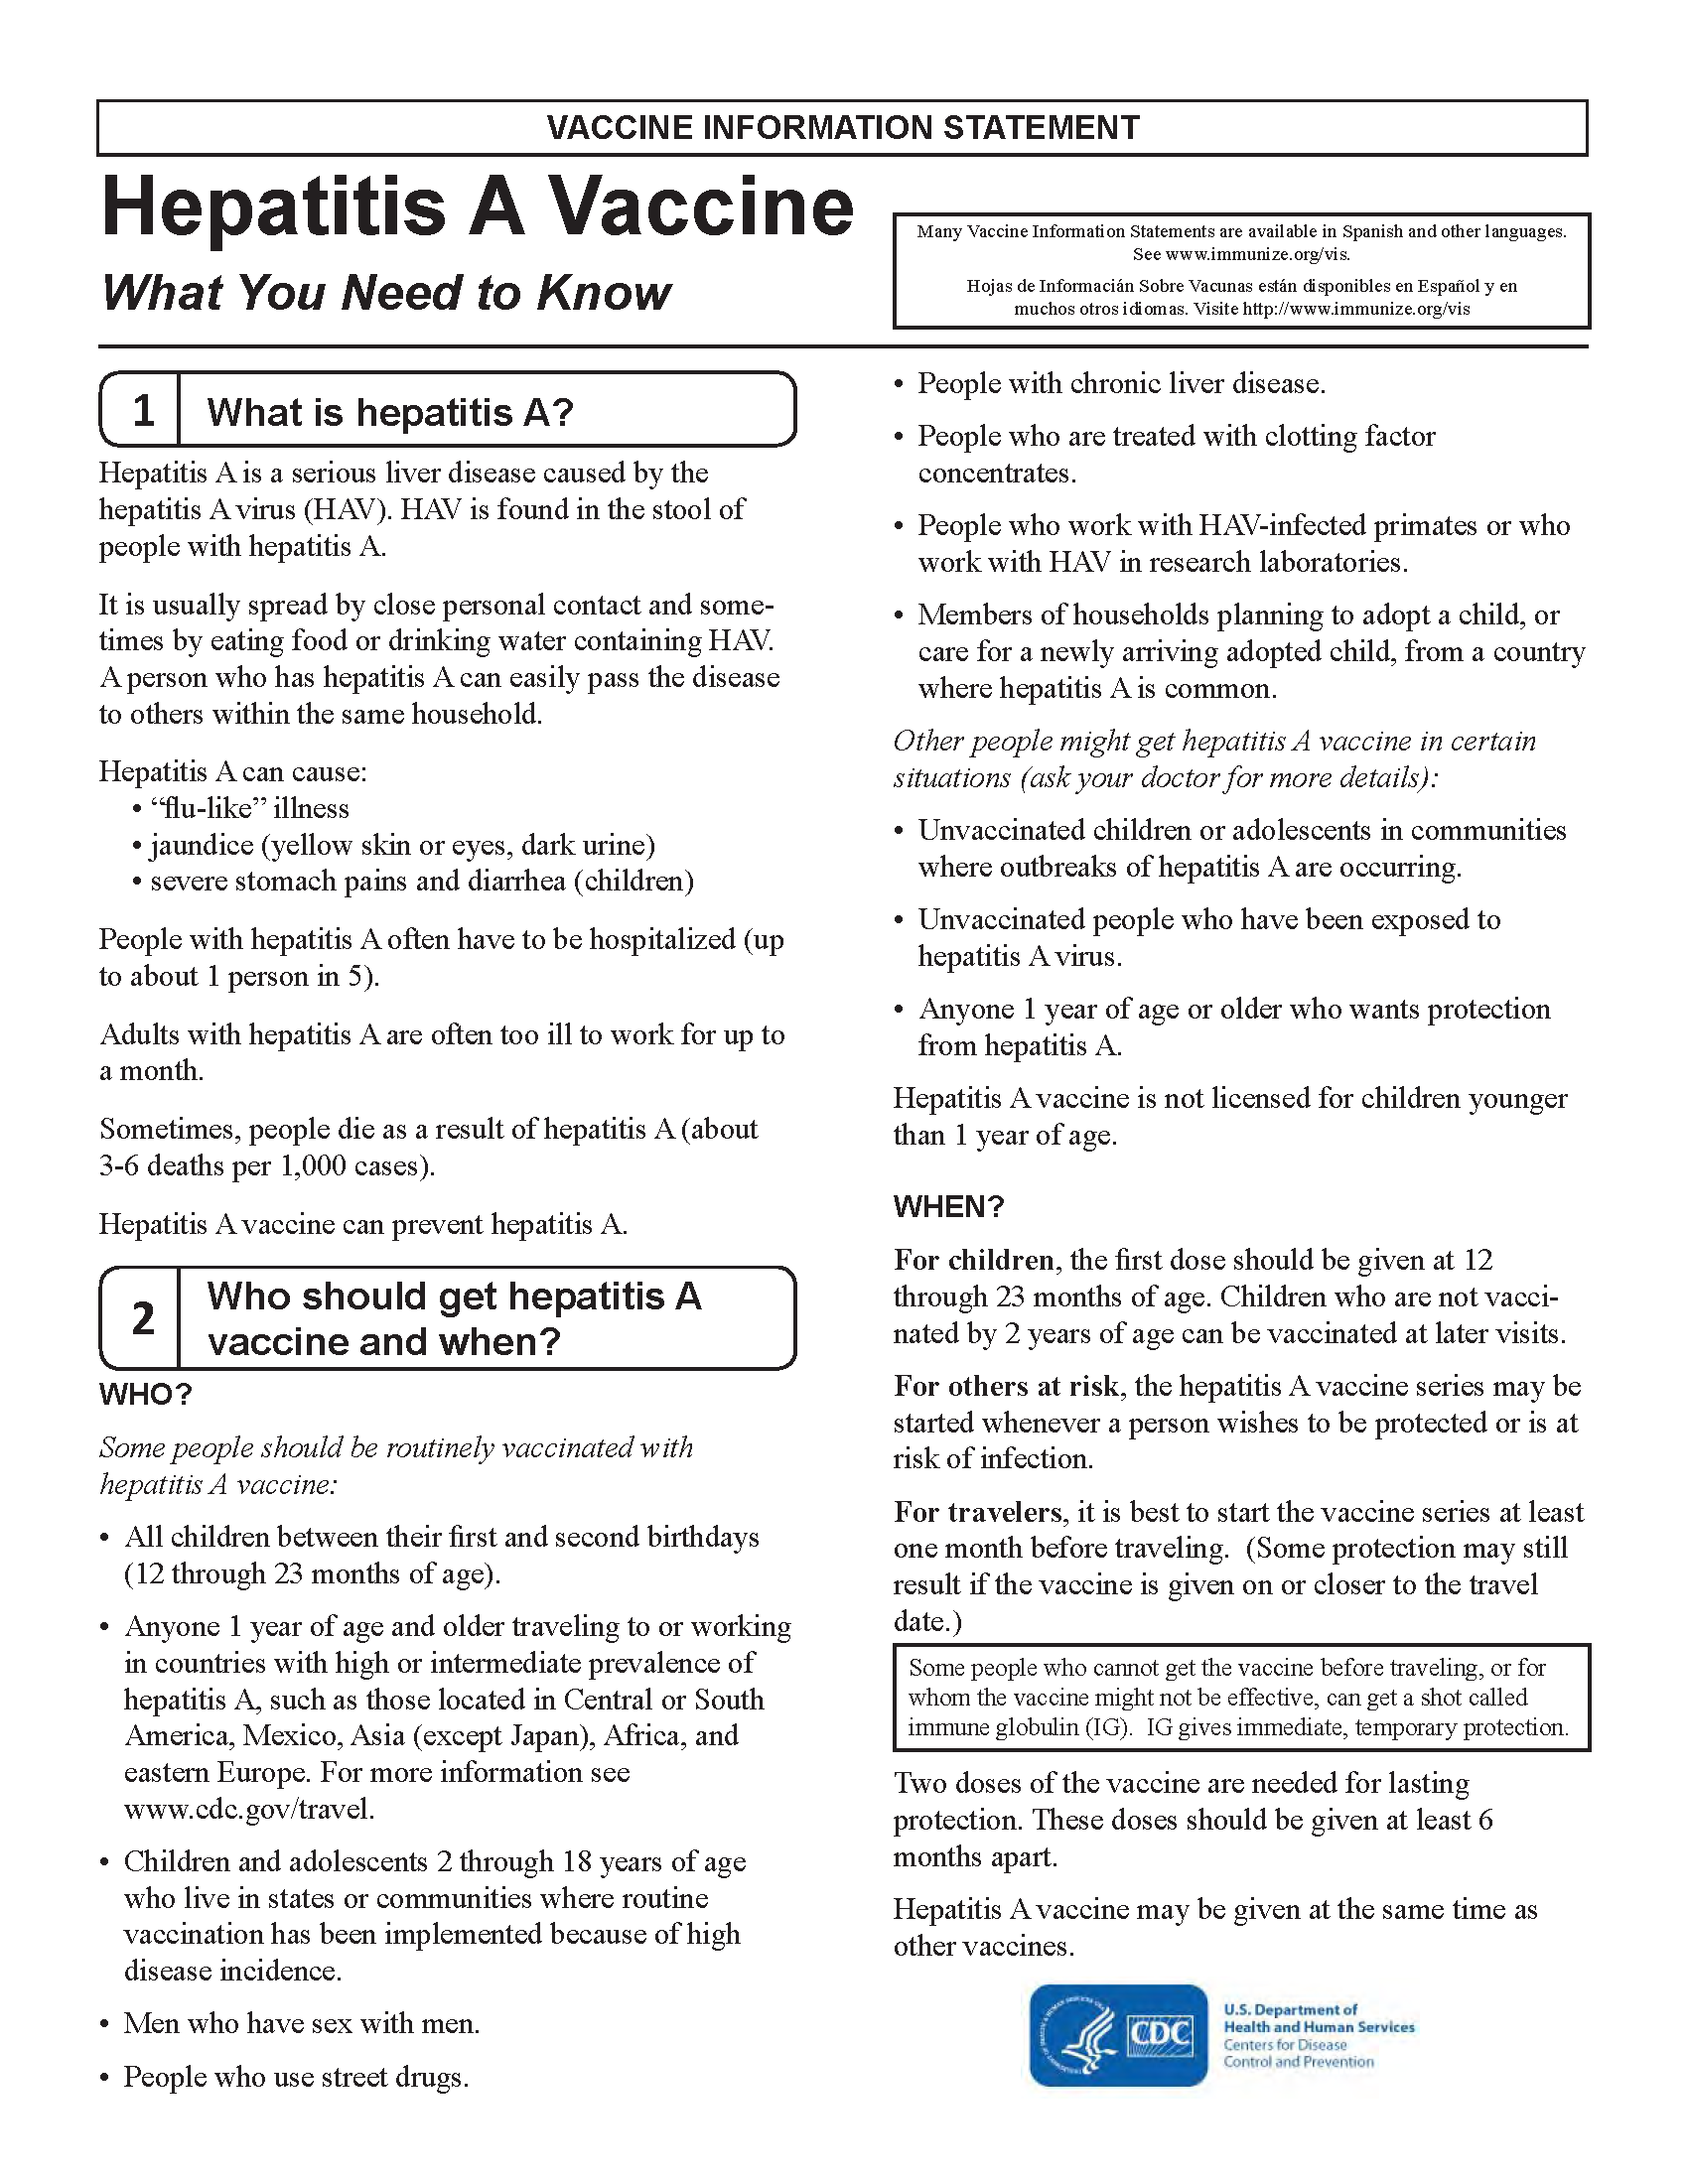 VACCINE INFORMATION STATEMENT
Hepatitis A Vaccine
What You Need to Know
Many Vaccine Information Statements are available in Spanish and other languages.
See www.immunize.org/vis.
Hojas de Informacián Sobre Vacunas están disponibles en Español y en
muchos otros idiomas. Visite http://www.immunize.org/vis
1 What is hepatitis A?
Hepatitis A is a serious liver disease caused by the
hepatitis A virus (HAV). HAV is found in the stool of
people with hepatitis A.
It is usually spread by close personal contact and some-
times by eating food or drinking water containing HAV.
A person who has hepatitis A can easily pass the disease
to others within the same household.
Hepatitis A can cause:
• “flu-like” illness
• jaundice (yellow skin or eyes, dark urine)
• severe stomach pains and diarrhea (children)
People with hepatitis A often have to be hospitalized (up
to about 1 person in 5).
Adults with hepatitis A are often too ill to work for up to
a month.
Sometimes, people die as a result of hepatitis A (about
3-6 deaths per 1,000 cases).
Hepatitis A vaccine can prevent hepatitis A.
2 Who should get hepatitis A
vaccine and when?
WHO?
Some people should be routinely vaccinated with
hepatitis A vaccine:
• All children between their first and second birthdays
(12 through 23 months of age).
• Anyone 1 year of age and older traveling to or working
in countries with high or intermediate prevalence of
hepatitis A, such as those located in Central or South
America, Mexico, Asia (except Japan), Africa, and
eastern Europe. For more information see
www.cdc.gov/travel.
• Children and adolescents 2 through 18 years of age
who live in states or communities where routine
vaccination has been implemented because of high
disease incidence.
• Men who have sex with men.
• People who use street drugs.
• People with chronic liver disease.
• People who are treated with clotting factor
concentrates.
• People who work with HAV-infected primates or who
work with HAV in research laboratories.
• Members of households planning to adopt a child, or
care for a newly arriving adopted child, from a country
where hepatitis A is common.
Other people might get hepatitis A vaccine in certain
situations (ask your doctor for more details):
• Unvaccinated children or adolescents in communities
where outbreaks of hepatitis A are occurring.
• Unvaccinated people who have been exposed to
hepatitis A virus.
• Anyone 1 year of age or older who wants protection
from hepatitis A.
Hepatitis A vaccine is not licensed for children younger
than 1 year of age.
WHEN?
For children, the first dose should be given at 12
through 23 months of age. Children who are not vacci-
nated by 2 years of age can be vaccinated at later visits.
For others at risk, the hepatitis A vaccine series may be
started whenever a person wishes to be protected or is at
risk of infection.
For travelers, it is best to start the vaccine series at least
one month before traveling.  (Some protection may still
result if the vaccine is given on or closer to the travel
date.)
Some people who cannot get the vaccine before traveling, or for
whom the vaccine might not be effective, can get a shot called
immune globulin (IG).  IG gives immediate, temporary protection.
Two doses of the vaccine are needed for lasting
protection. These doses should be given at least 6
months apart.
Hepatitis A vaccine may be given at the same time as
other vaccines.
CDC
U.S. Department of
Health and Human Services
Centers for Disease
Control and Prevention